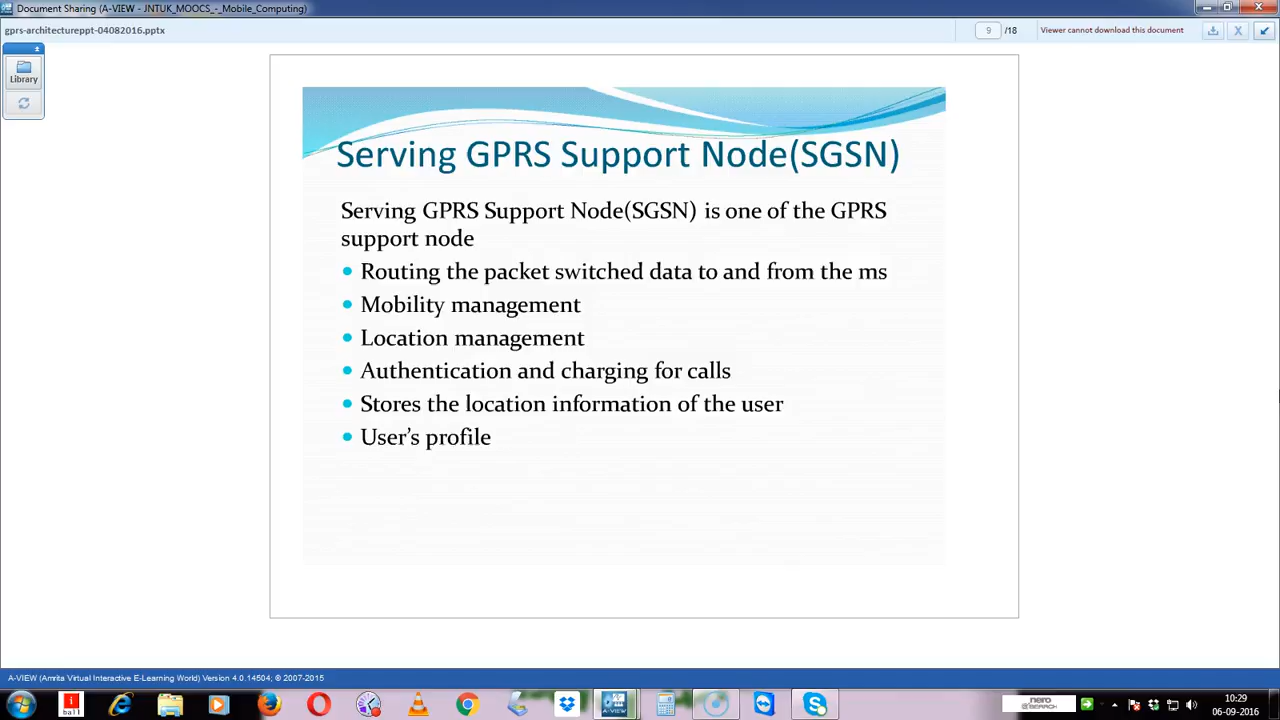 Document Sharing (A-VIEW - JNTUK_MOOCS_-_Mobile_Computing)
gprs-architectureppt-04082016.pptx
9 /18
Viewer cannot download this document
Library
Serving GPRS Support Node(SGSN)
Serving GPRS Support Node(SGSN) is one of the GPRS
support node
• Routing the packet switched data to and from the ms
• Mobility management
• Location management
• Authentication and charging for calls
• Stores the location information of the user
• User's profile
A-VIEW (Amrita Virtual Interactive E-Learning World) Version 4.0.14504; © 2007-2015
i
ball
A-VIEW
nero
SEARCH
10:29
06-09-2016